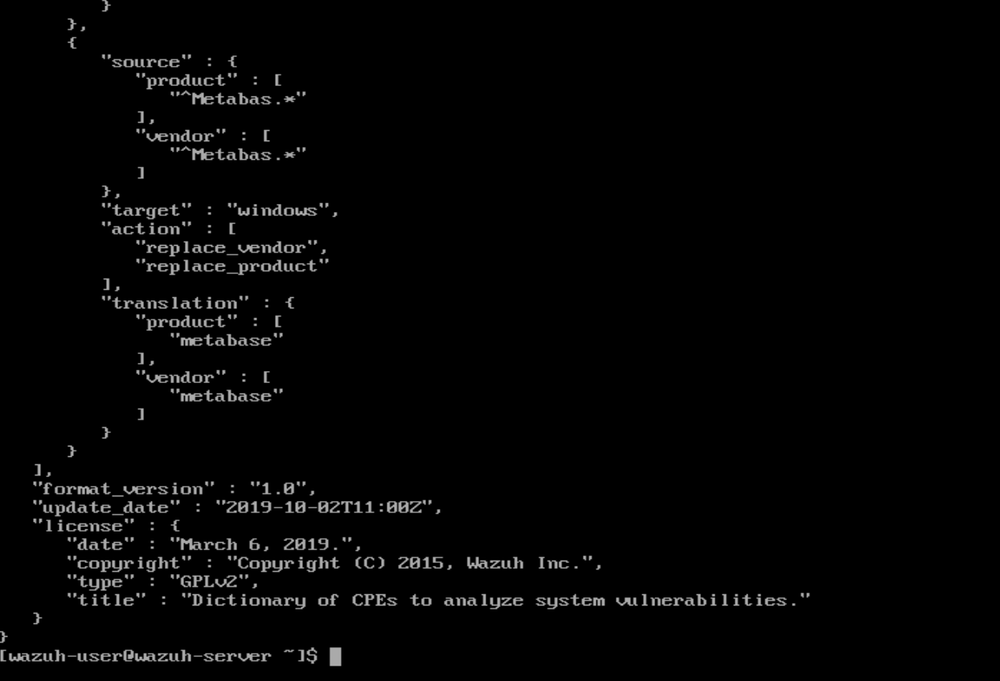 }
   },
   {
      "source" : {
         "product" : [
            "^Metabas.*"
         ],
         "vendor" : [
            "^Metabas.*"
         ]
      },
      "target" : "windows",
      "action" : [
         "replace_vendor",
         "replace_product"
      ],
      "translation" : {
         "product" : [
            "metabase"
         ],
         "vendor" : [
            "metabase"
         ]
      }
   }
],
"format_version" : "1.0",
"update_date" : "2019-10-02T11:00Z",
"license" : {
   "date" : "March 6, 2019.",
   "copyright" : "Copyright (C) 2015, Wazuh Inc.",
   "type" : "GPLv2",
   "title" : "Dictionary of CPEs to analyze system vulnerabilities."
}
}
[wazuh-user@wazuh-server ~]$